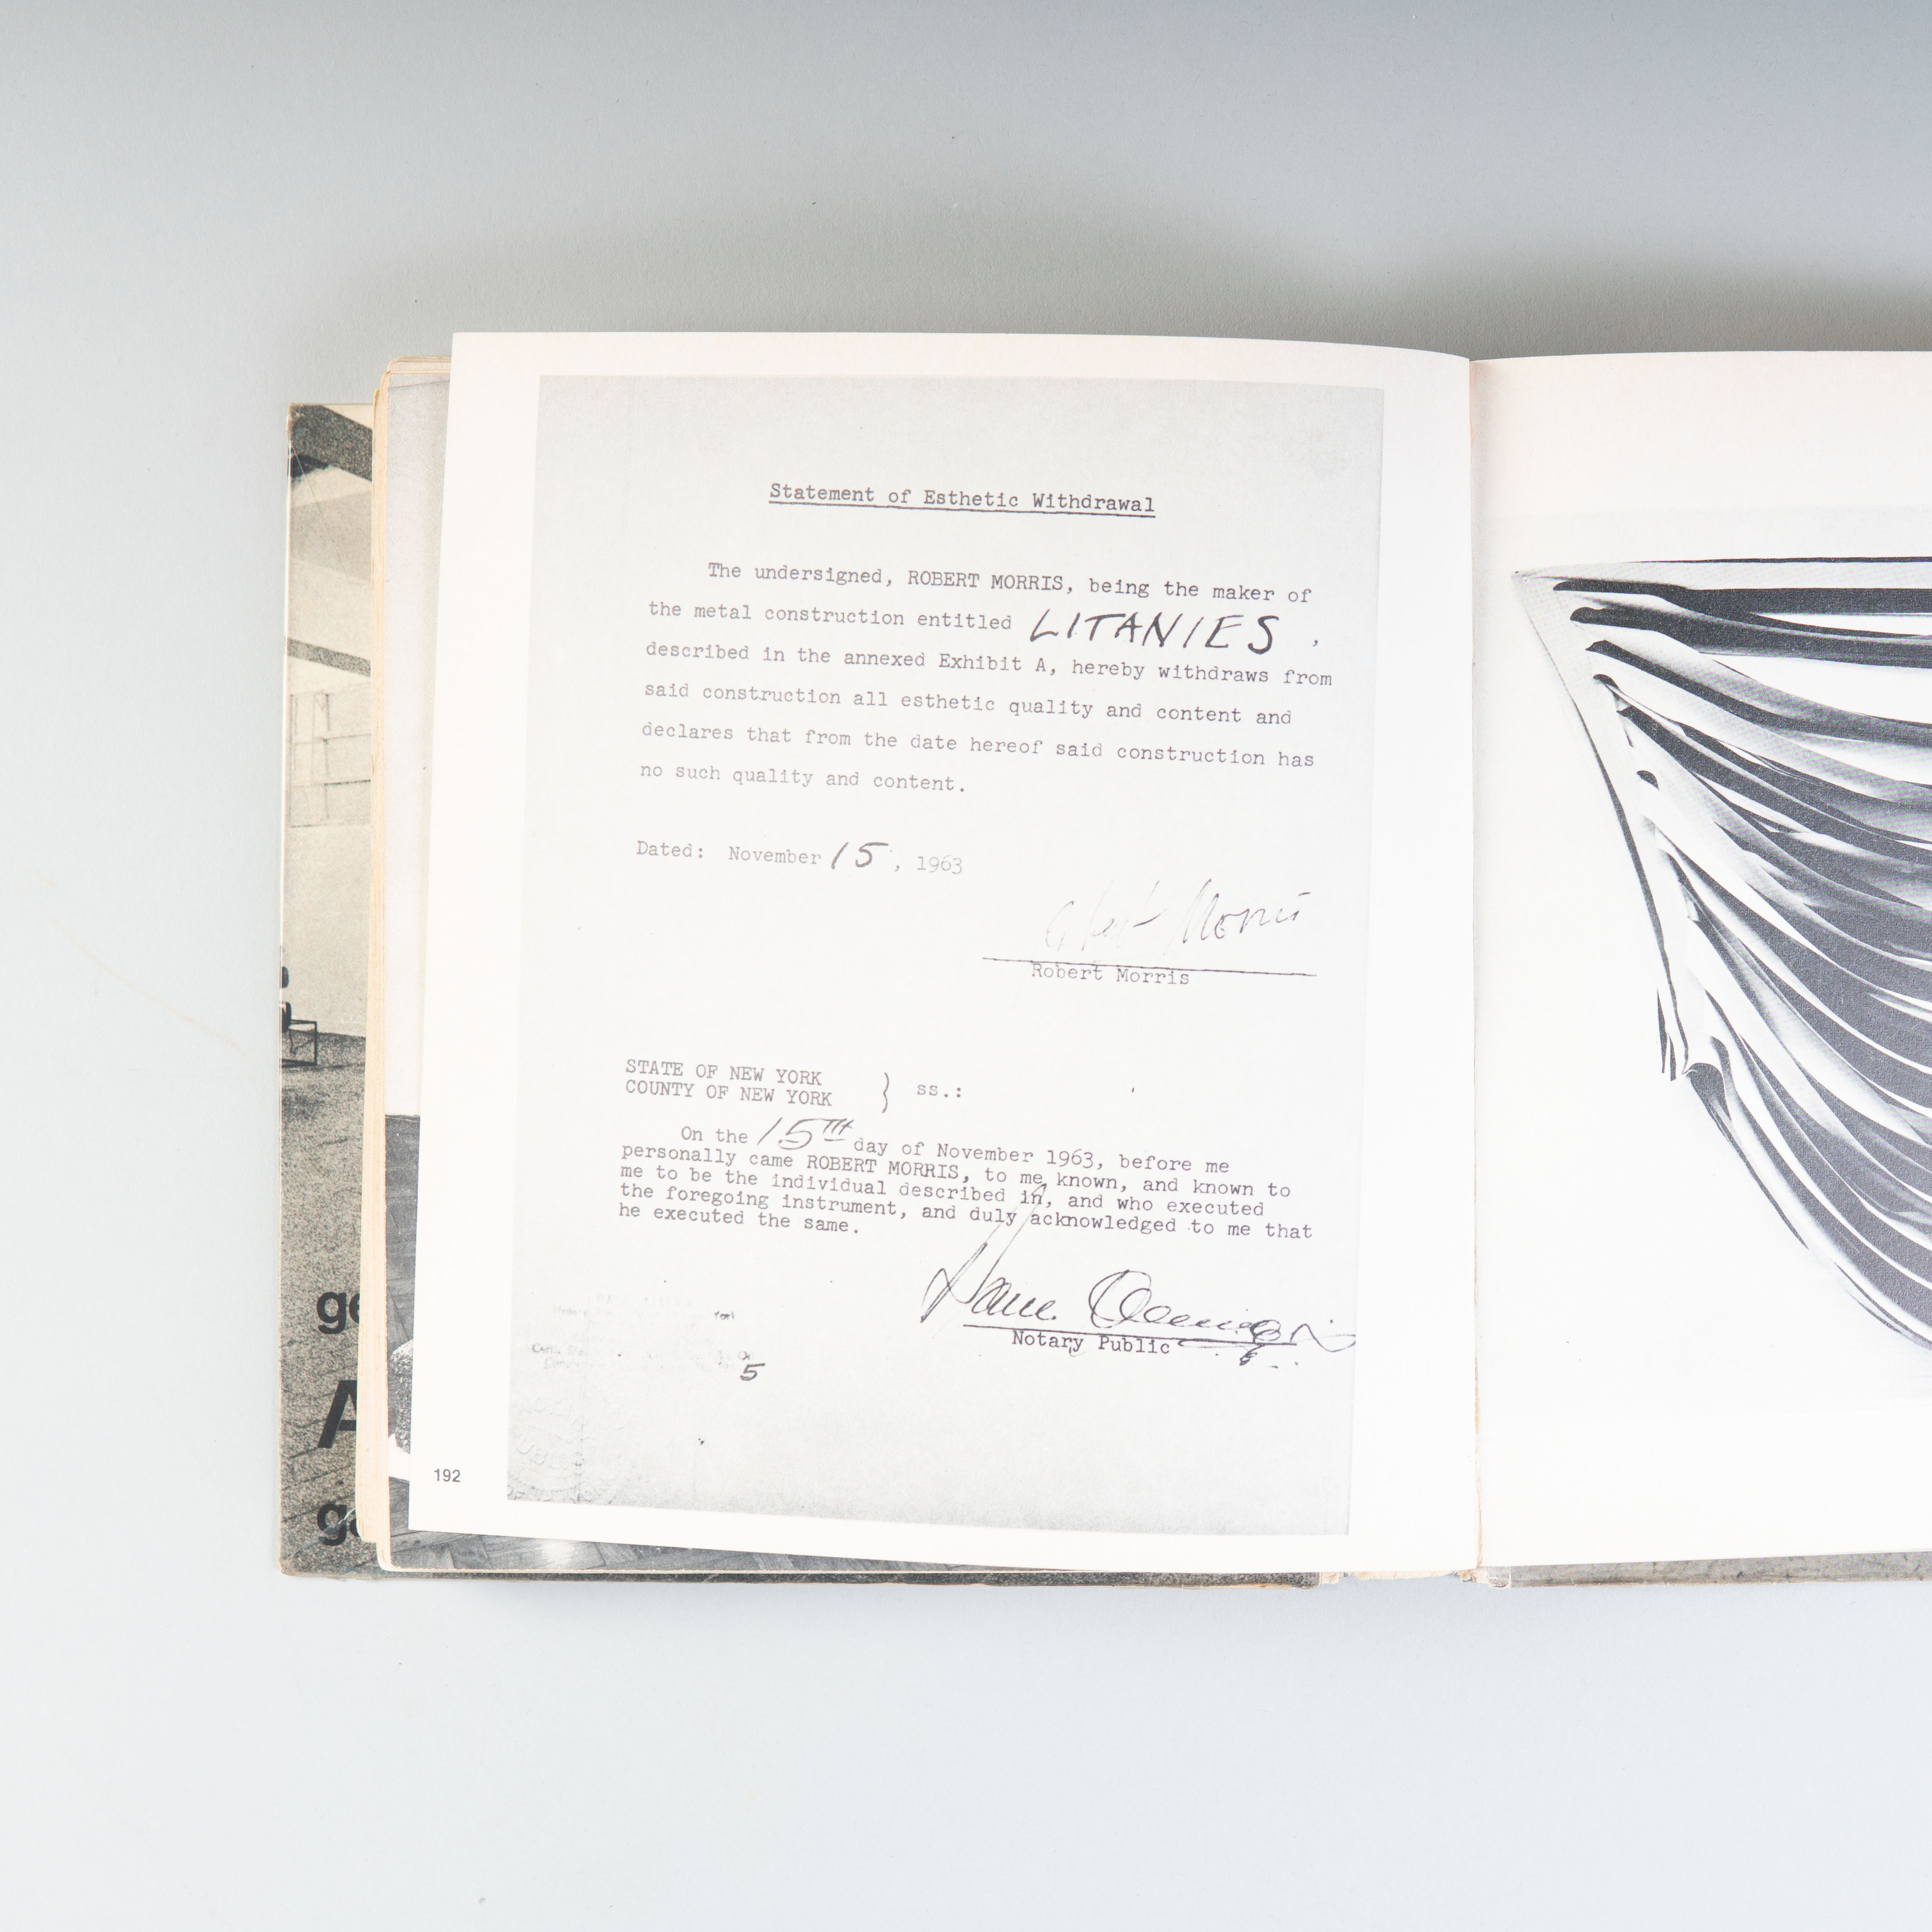 Statement of Esthetic Withdrawal
The undersigned, ROBERT MORRIS, being the maker of
the metal construction entitled LITANIES ,
described in the annexed Exhibit A, hereby withdraws from
said construction all esthetic quality and content and
declares that from the date hereof said construction has
no such quality and content.
Dated: November 15, 1963
Robert Morris
Robert Morris
STATE OF NEW YORK
COUNTY OF NEW YORK } ss.:
On the 15TH day of November 1963, before me
personally came ROBERT MORRIS, to me known, and known to
me to be the individual described in, and who executed
the foregoing instrument, and duly acknowledged to me that
he executed the same.
Notary Public
York
5
192
ge
A
ga